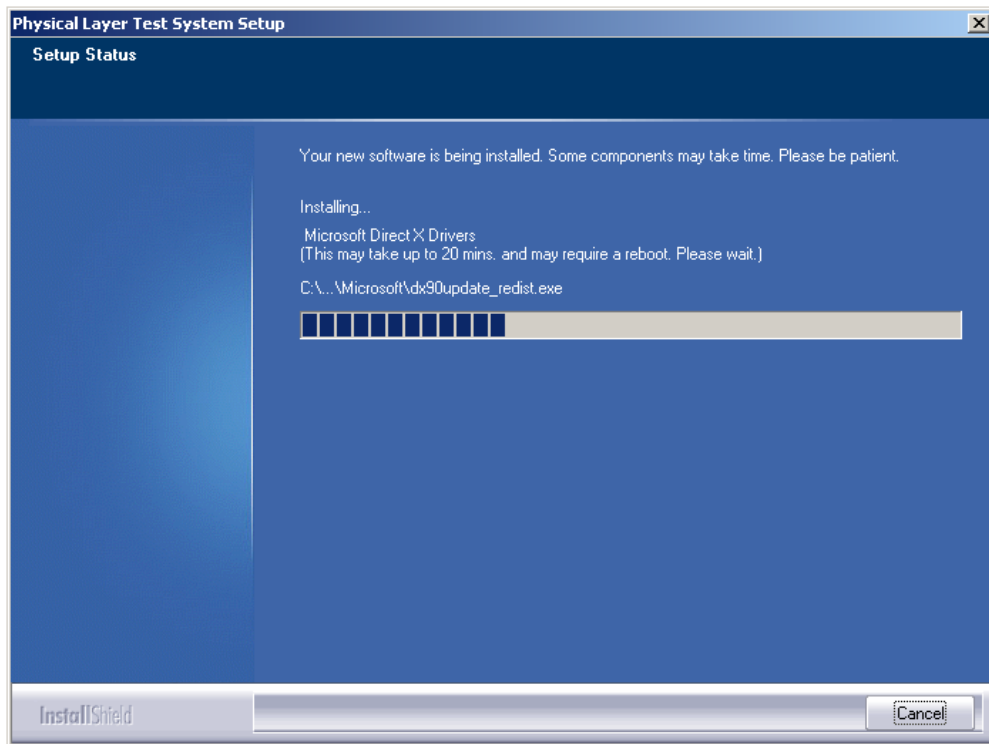 Physical Layer Test System Setup
Setup Status
Your new software is being installed. Some components may take time. Please be patient.
Installing...
Microsoft Direct X Drivers
(This may take up to 20 mins. and may require a reboot. Please wait.)
C:\...\Microsoft\dx90update_redist.exe
InstallShield
Cancel